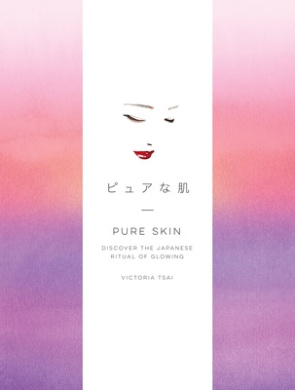 ピュアな肌
PURE SKIN
DISCOVER THE JAPANESE
RITUAL OF GLOWING
VICTORIA TSAI